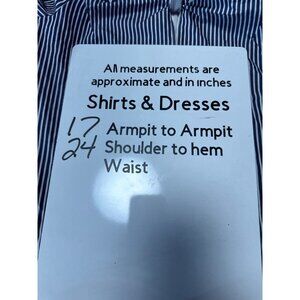 All measurements are
approximate and in inches
Shirts & Dresses
17 Armpit to Armpit
24 Shoulder to hem
Waist